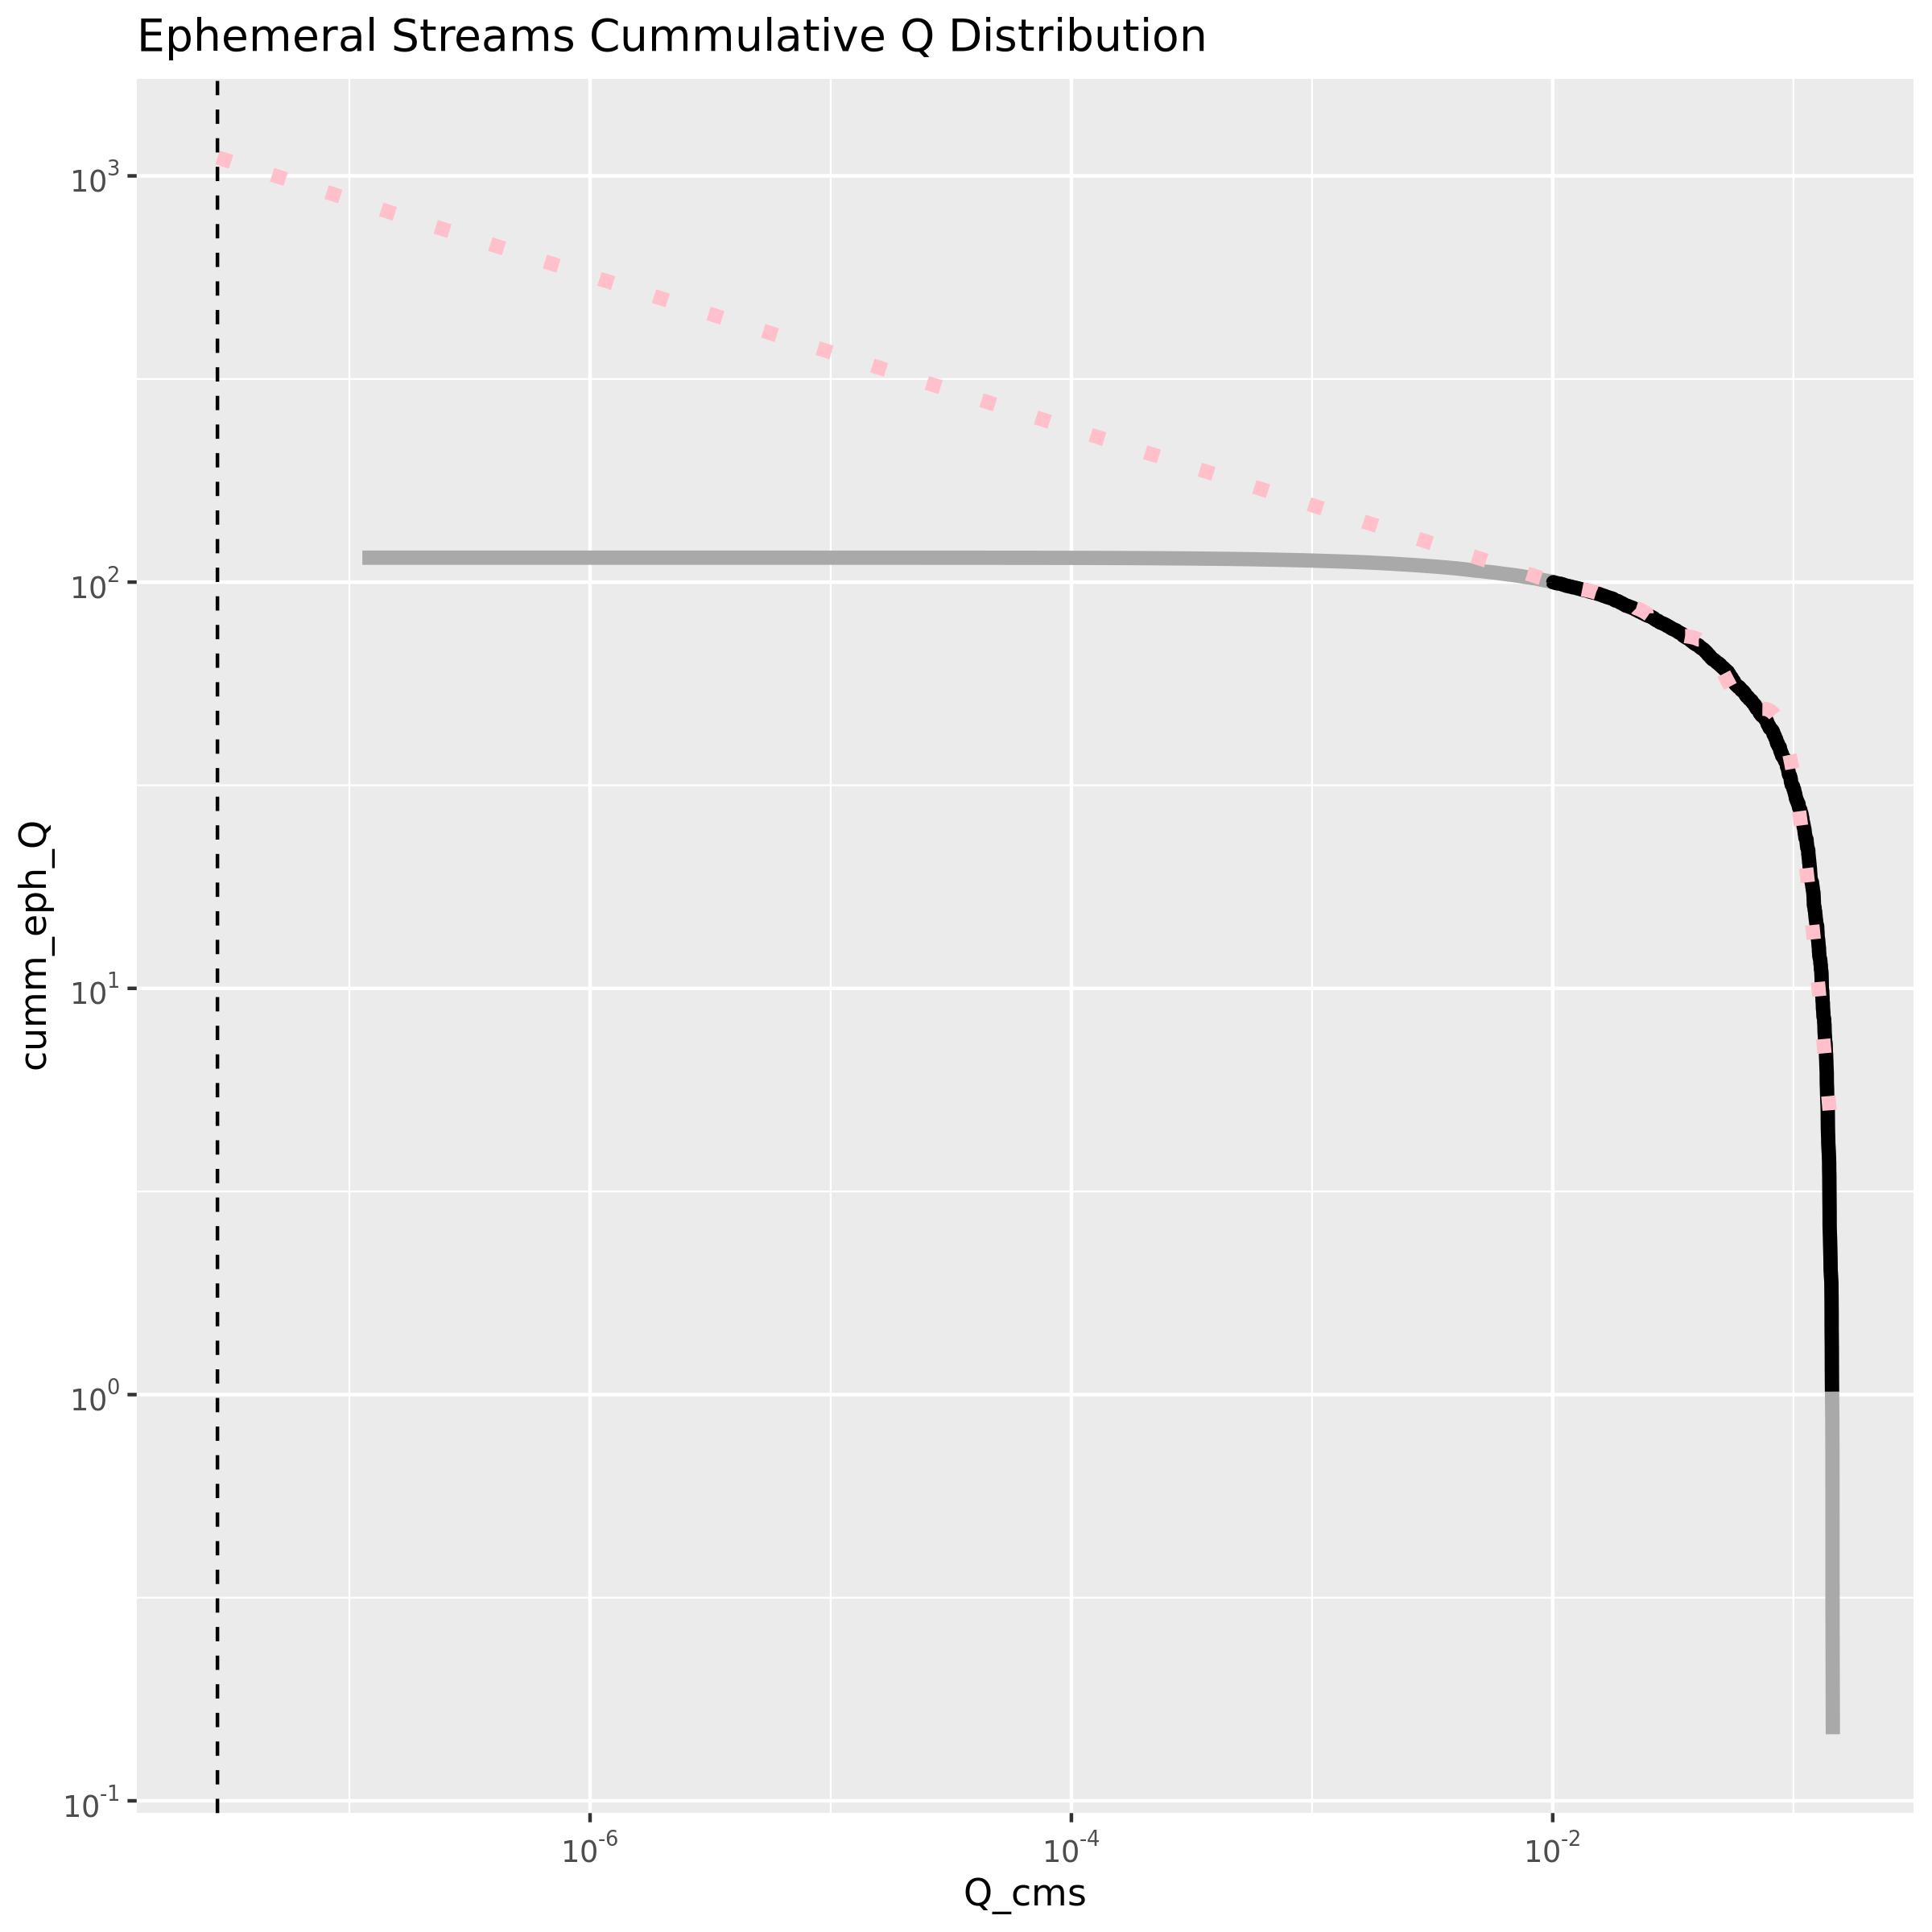 Ephemeral Streams Cummulative Q Distribution
cumm_eph_Q
10³
10²
10¹
10⁰
10⁻¹
10⁻⁶
10⁻⁴
10⁻²
Q_cms